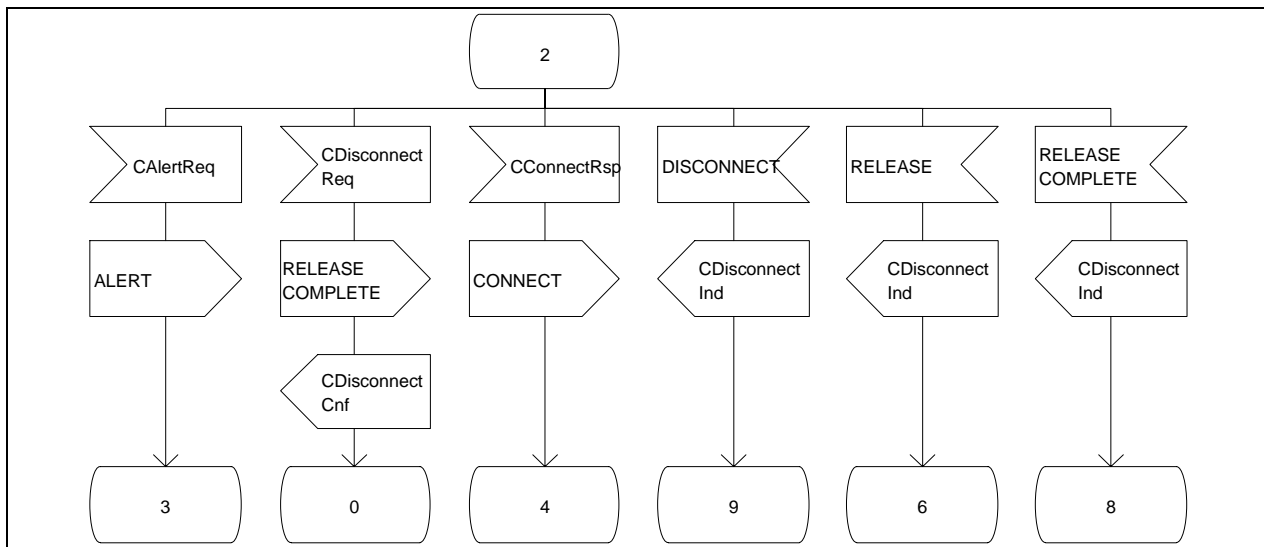 2
CAlertReq
CDisconnect
Req
CConnectRsp
DISCONNECT
RELEASE
RELEASE
COMPLETE
ALERT
RELEASE
COMPLETE
CONNECT
CDisconnect
Ind
CDisconnect
Ind
CDisconnect
Ind
CDisconnect
Cnf
3
0
4
9
6
8